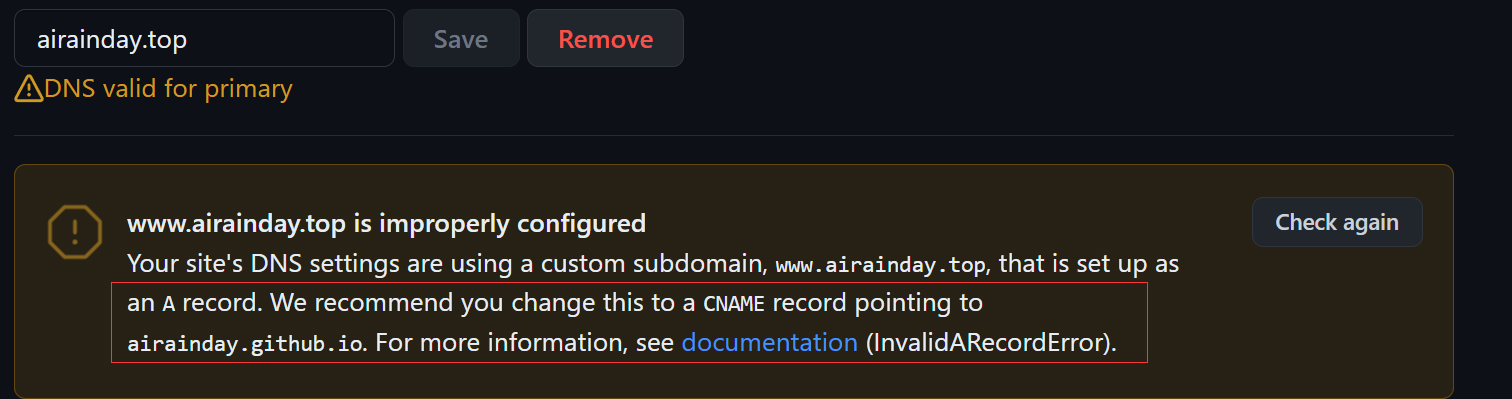 airainday.top Save Remove
DNS valid for primary
www.airainday.top is improperly configured
Check again
Your site's DNS settings are using a custom subdomain, www.airainday.top, that is set up as
an A record. We recommend you change this to a CNAME record pointing to
airainday.github.io. For more information, see documentation (InvalidARecordError).